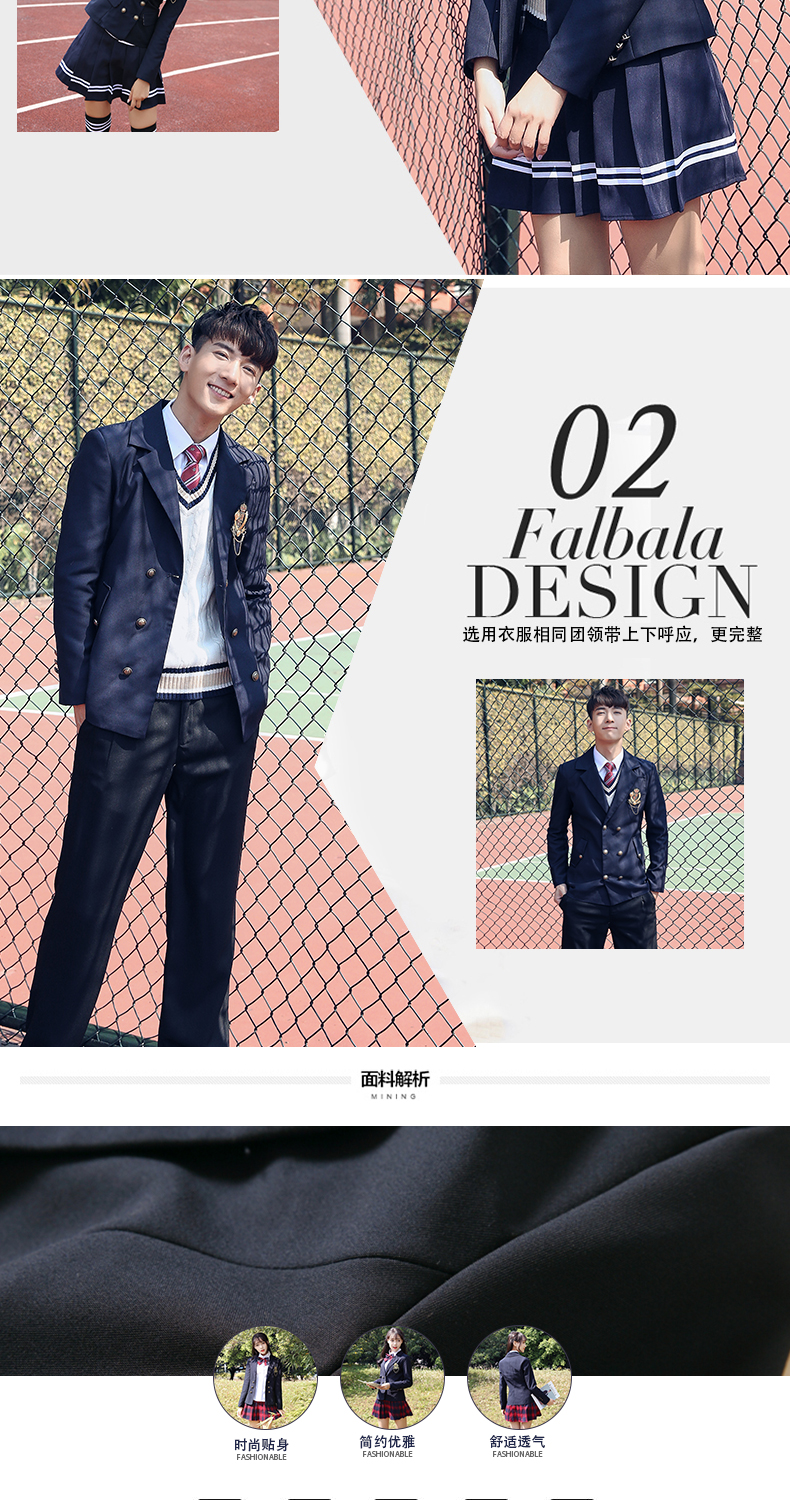 02
Falbala
DESIGN
选用衣服相同团领带上下呼应，更完整
面料解析
MINING
时尚贴身
FASHIONABLE
简约优雅
FASHIONABLE
舒适透气
FASHIONABLE